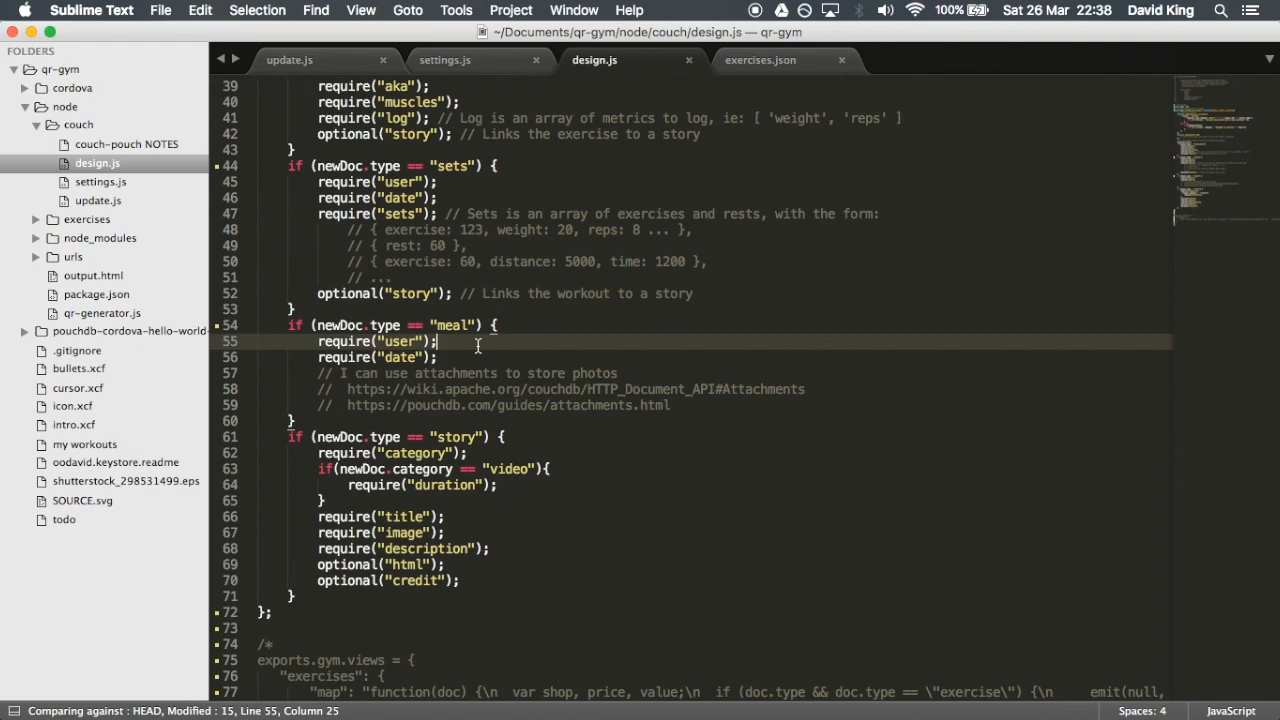 Sublime Text File Edit Selection Find View Goto Tools Project Window Help 100% Sat 26 Mar 22:38 David King
~/Documents/qr-gym/node/couch/design.js — qr-gym
FOLDERS
qr-gym
cordova
node
couch
couch-pouch NOTES
design.js
settings.js
update.js
exercises
node_modules
urls
output.html
package.json
qr-generator.js
pouchdb-cordova-hello-world-
.gitignore
bullets.xcf
cursor.xcf
icon.xcf
intro.xcf
my workouts
oodavid.keystore.readme
shutterstock_298531499.eps
SOURCE.svg
todo
update.js × settings.js × design.js × exercises.json ×
39 require("aka");
40 require("muscles");
41 require("log"); // Log is an array of metrics to log, ie: [ 'weight', 'reps' ]
42 optional("story"); // Links the exercise to a story
43 }
44 if (newDoc.type == "sets") {
45 require("user");
46 require("date");
47 require("sets"); // Sets is an array of exercises and rests, with the form:
48 // { exercise: 123, weight: 20, reps: 8 ... },
49 // { rest: 60 },
50 // { exercise: 60, distance: 5000, time: 1200 },
51 // ...
52 optional("story"); // Links the workout to a story
53 }
54 if (newDoc.type == "meal") {
55 require("user");
56 require("date");
57 // I can use attachments to store photos
58 // https://wiki.apache.org/couchdb/HTTP_Document_API#Attachments
59 // https://pouchdb.com/guides/attachments.html
60 }
61 if (newDoc.type == "story") {
62 require("category");
63 if(newDoc.category == "video"){
64 require("duration");
65 }
66 require("title");
67 require("image");
68 require("description");
69 optional("html");
70 optional("credit");
71 }
72 };
73
74 /*
75 exports.gym.views = {
76 "exercises": {
77 "map": "function(doc) {\n var shop, price, value;\n if (doc.type && doc.type == \"exercise\") {\n emit(null,
Comparing against : HEAD, Modified : 15, Line 55, Column 25 Spaces: 4 JavaScript